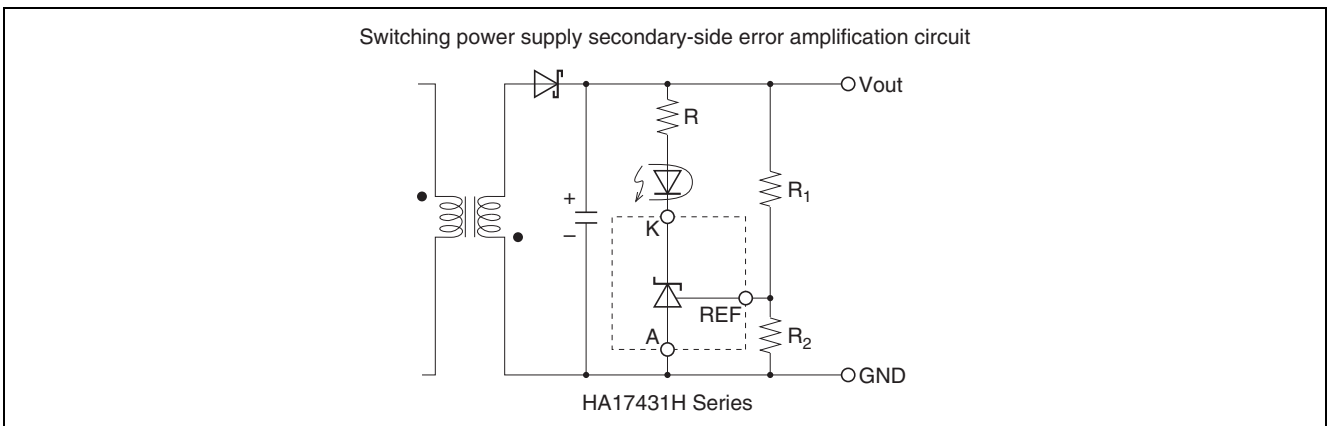 Switching power supply secondary-side error amplification circuit
Vout
R
R1
+
–
K
REF
A
R2
GND
HA17431H Series